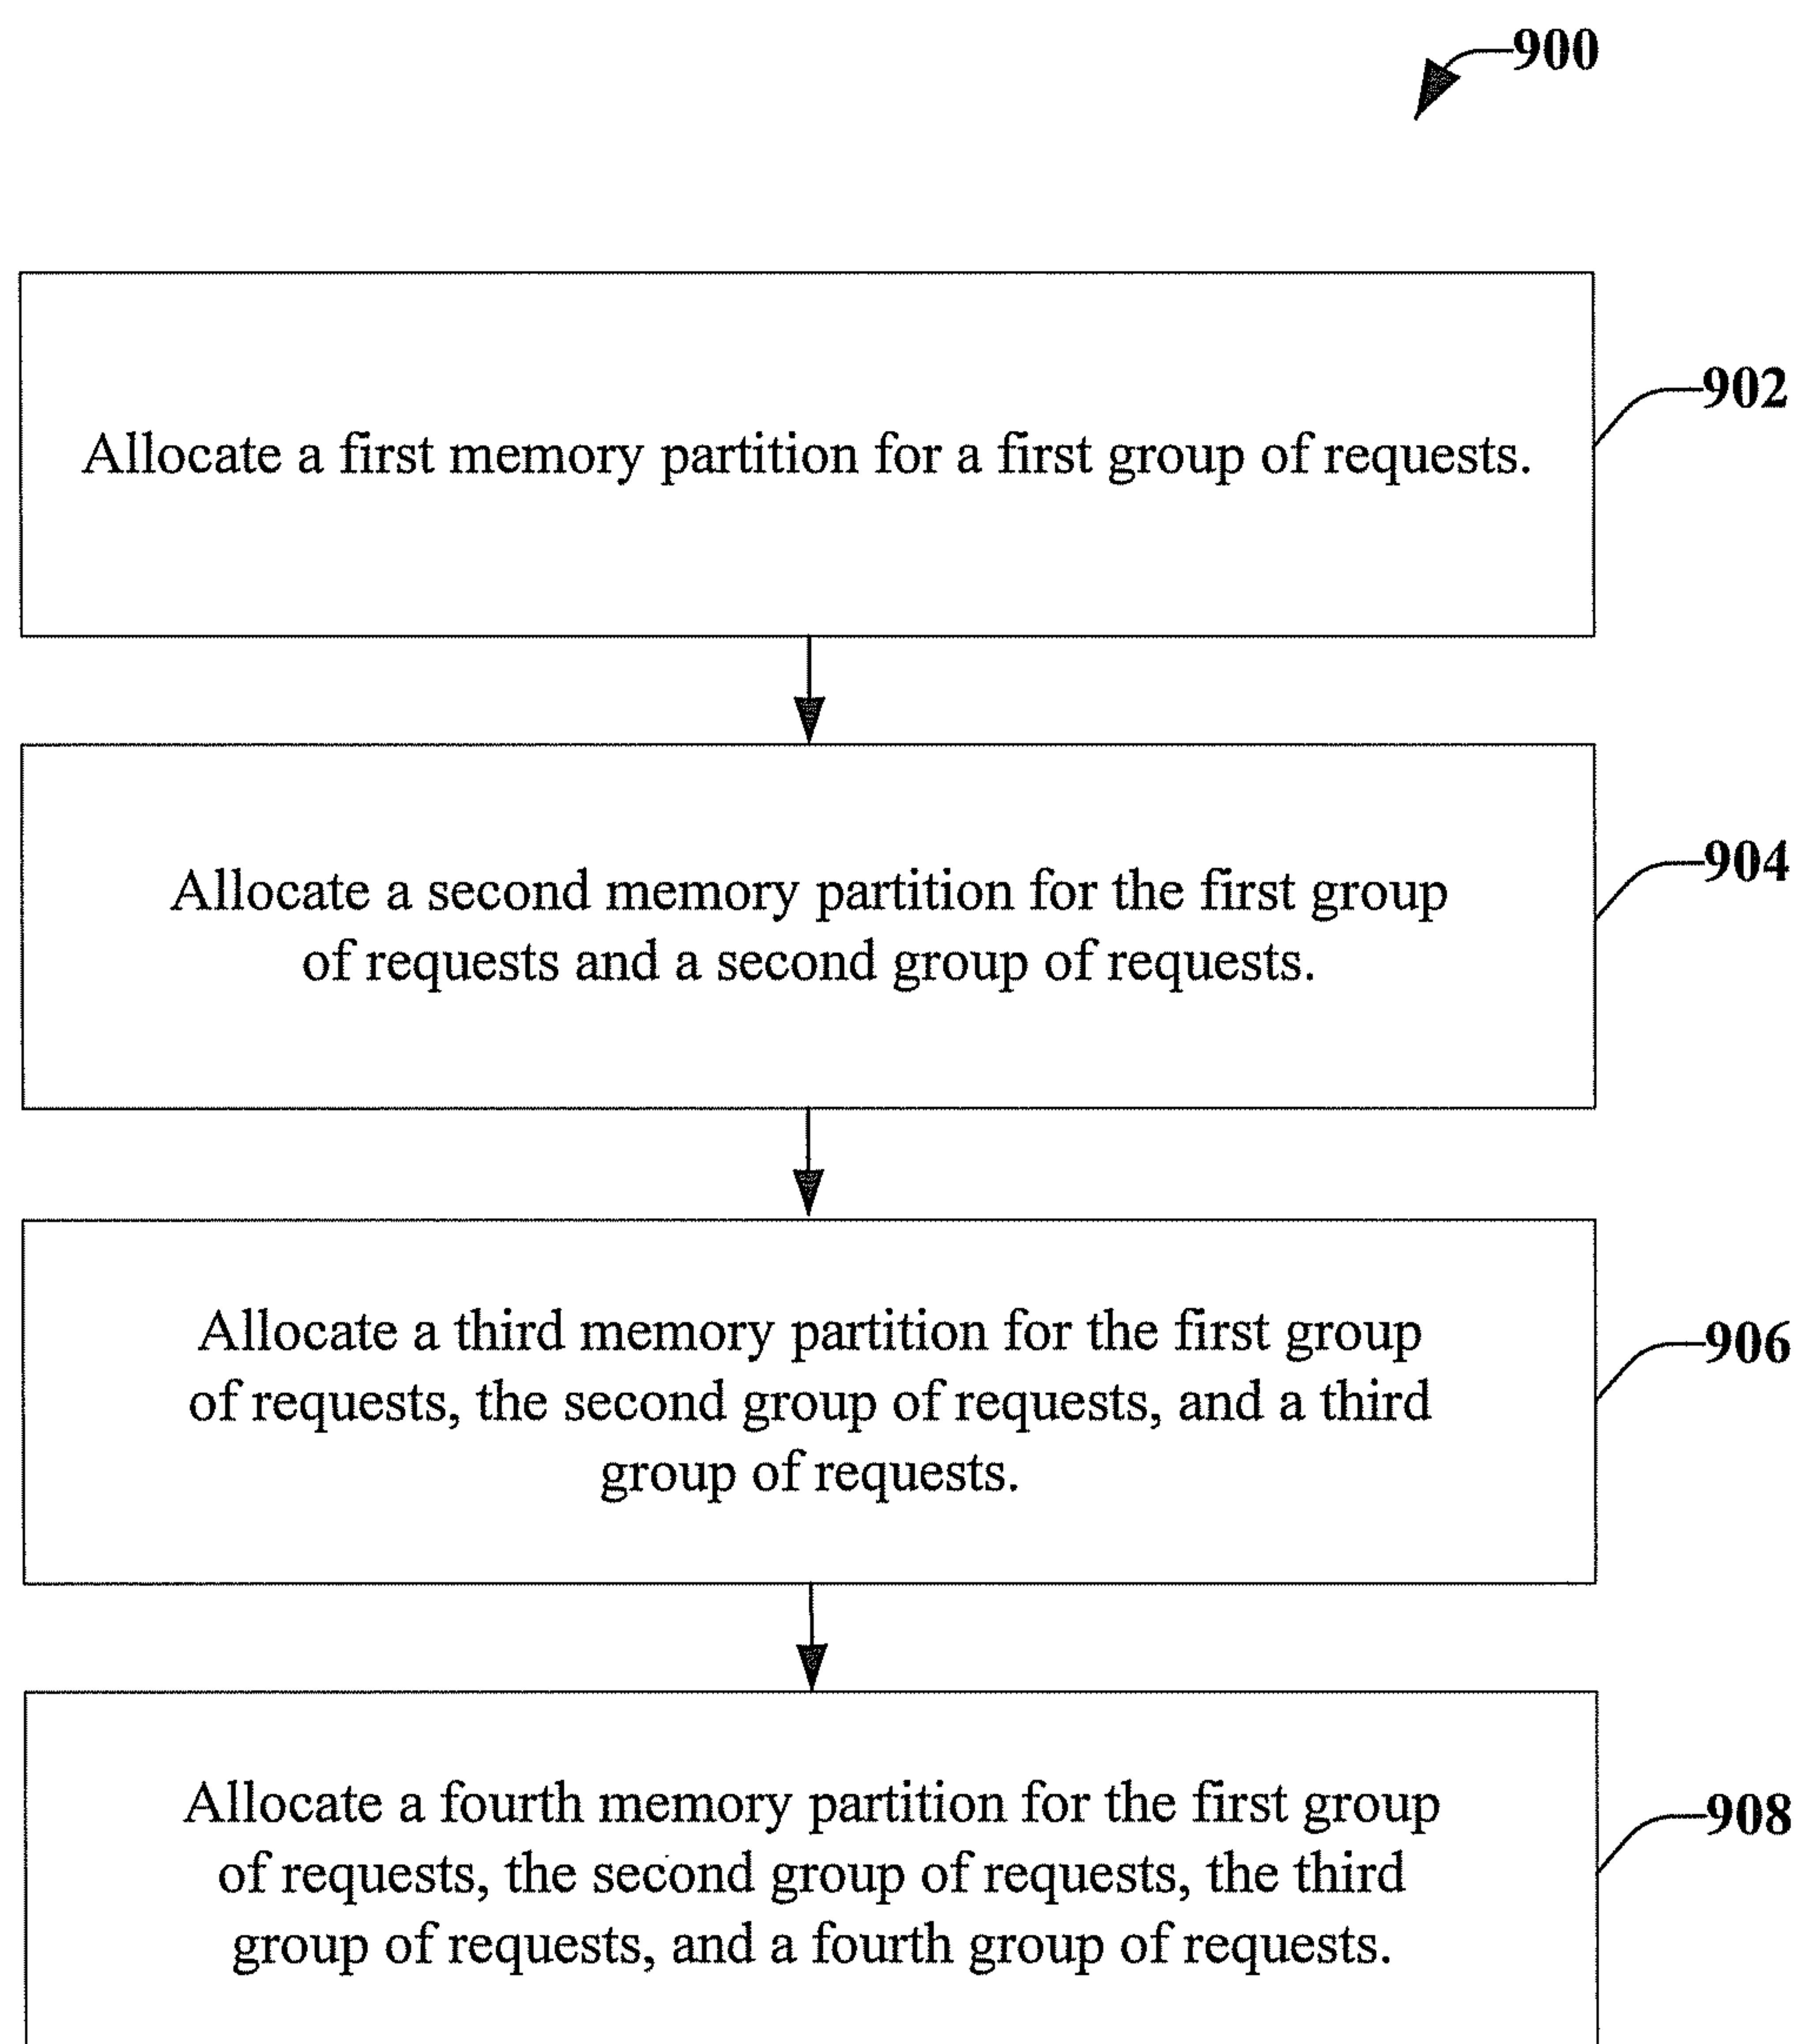 900
Allocate a first memory partition for a first group of requests.
902
Allocate a second memory partition for the first group
of requests and a second group of requests.
904
Allocate a third memory partition for the first group
of requests, the second group of requests, and a third
group of requests.
906
Allocate a fourth memory partition for the first group
of requests, the second group of requests, the third
group of requests, and a fourth group of requests.
908